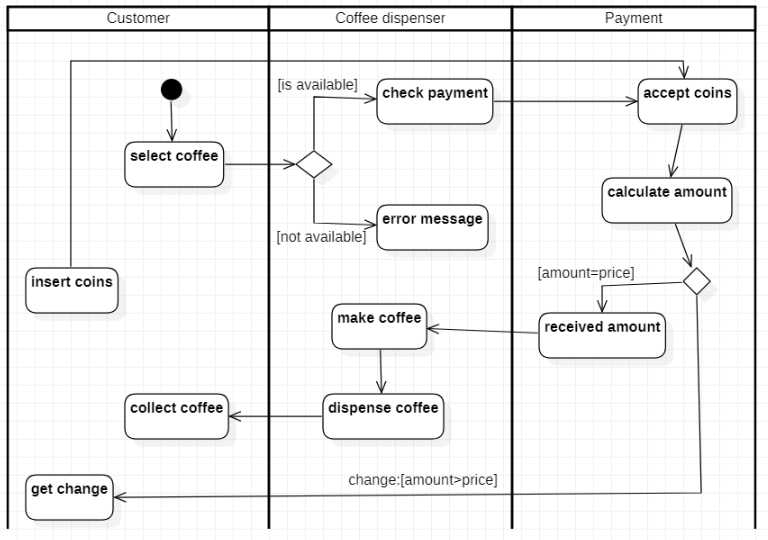 Customer
Coffee dispenser
Payment
[is available]
check payment
accept coins
select coffee
calculate amount
error message
[not available]
insert coins
[amount=price]
make coffee
received amount
collect coffee
dispense coffee
get change
change:[amount>price]